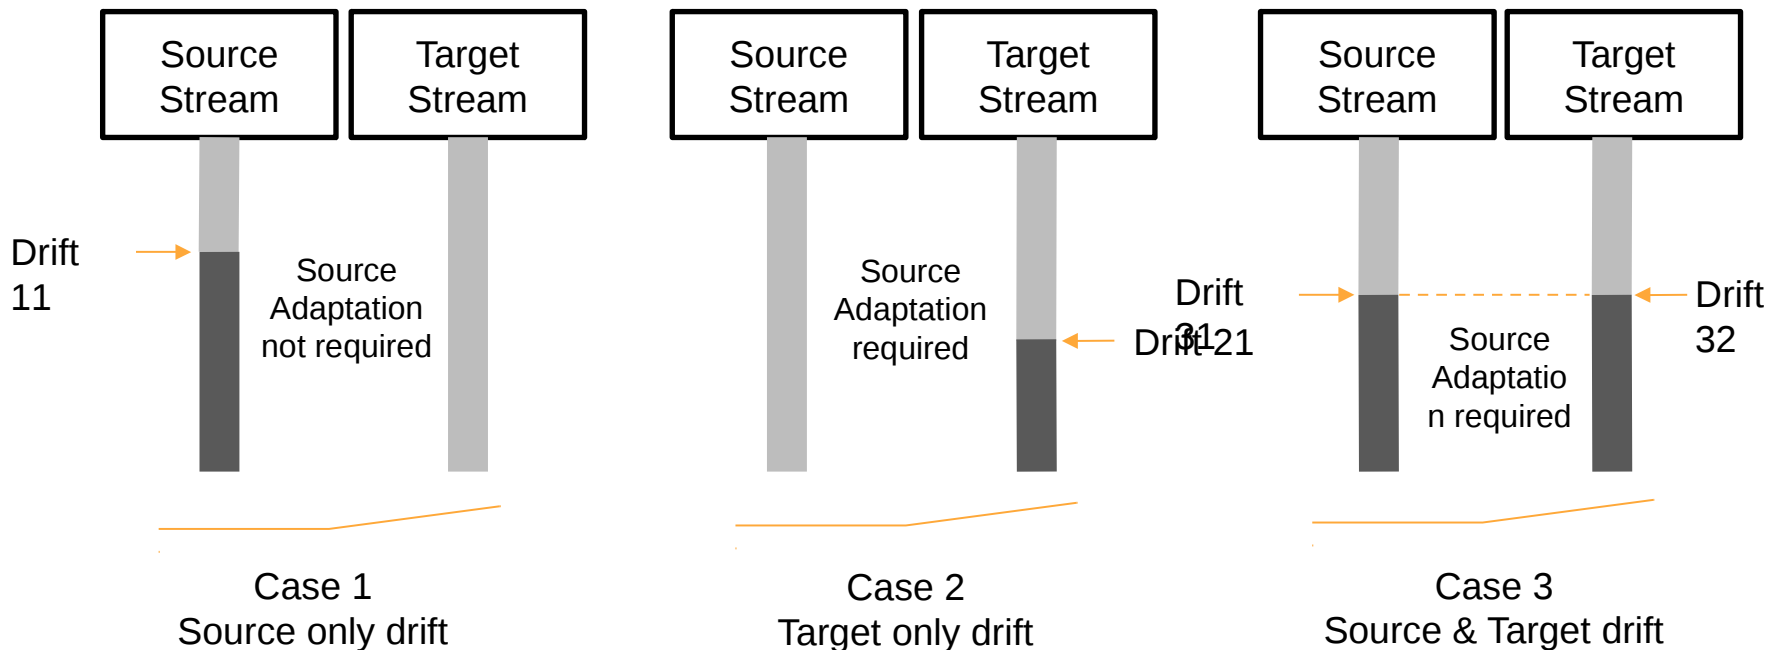 Source
Stream
Target
Stream
Drift
11
Source
Adaptation
not required
Case 1
Source only drift
Source
Stream
Target
Stream
Source
Adaptation
required
Drift 21
Case 2
Target only drift
Source
Stream
Target
Stream
Drift
31
Source
Adaptatio
n required
Drift
32
Case 3
Source & Target drift